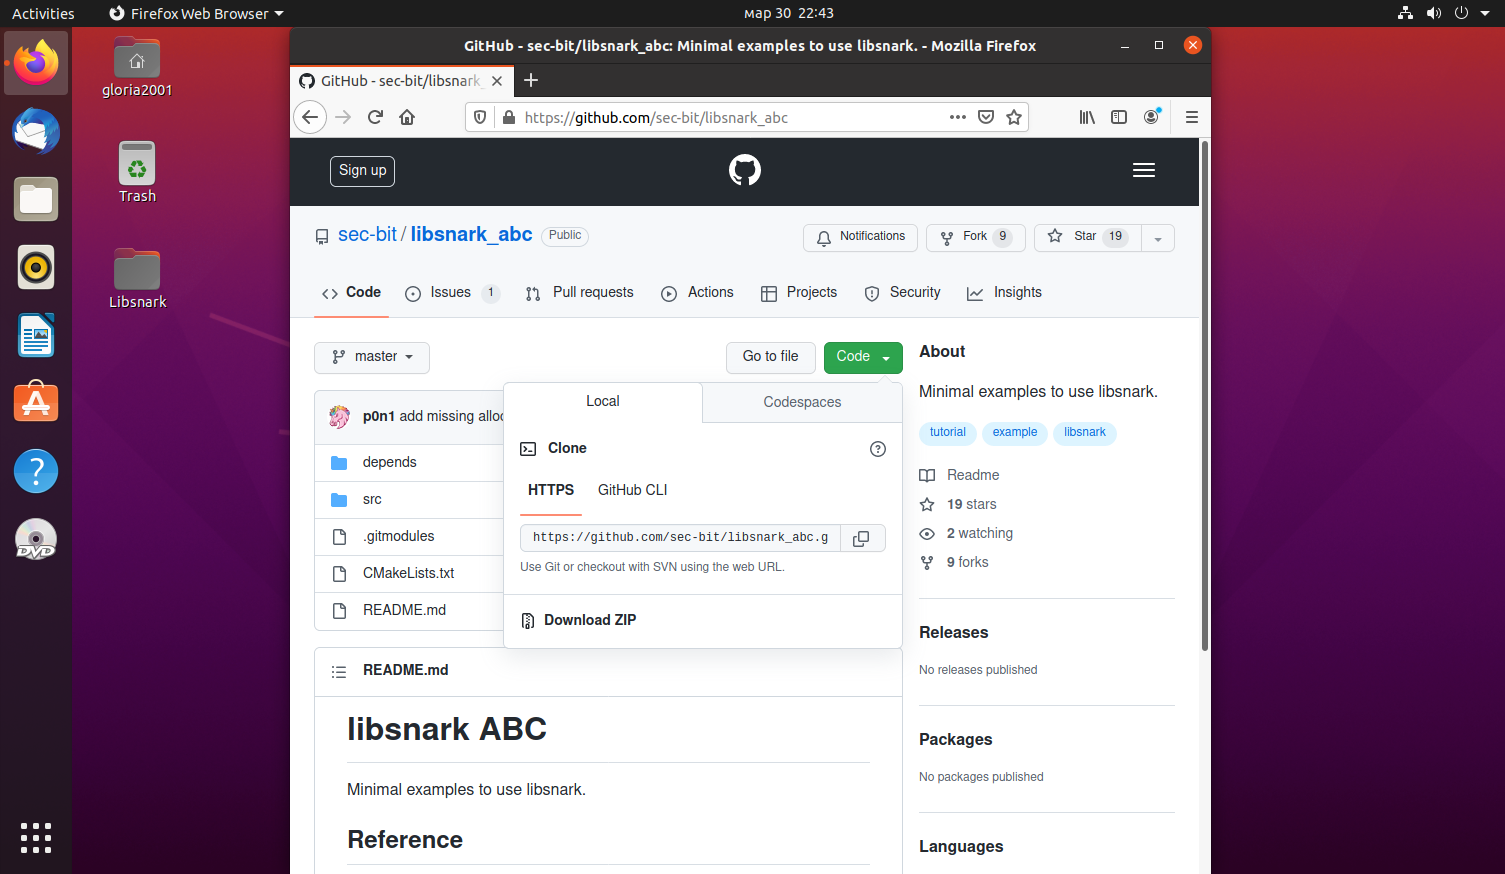 Activities
Firefox Web Browser
мар 30 22:43
gloria2001
Trash
Libsnark
GitHub - sec-bit/libsnark_abc: Minimal examples to use libsnark. - Mozilla Firefox
GitHub - sec-bit/libsnark_
https://github.com/sec-bit/libsnark_abc
Sign up
sec-bit / libsnark_abc Public
Notifications
Fork 9
Star 19
Code
Issues 1
Pull requests
Actions
Projects
Security
Insights
master
Go to file
Code
p0n1 add missing alloc
depends
src
.gitmodules
CMakeLists.txt
README.md
Local
Codespaces
Clone
HTTPS
GitHub CLI
https://github.com/sec-bit/libsnark_abc.g
Use Git or checkout with SVN using the web URL.
Download ZIP
README.md
libsnark ABC
Minimal examples to use libsnark.
Reference
About
Minimal examples to use libsnark.
tutorial example libsnark
Readme
19 stars
2 watching
9 forks
Releases
No releases published
Packages
No packages published
Languages
DVD